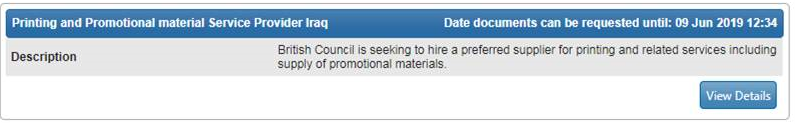 Printing and Promotional material Service Provider Iraq Date documents can be requested until: 09 Jun 2019 12:34
Description British Council is seeking to hire a preferred supplier for printing and related services including
supply of promotional materials.
View Details